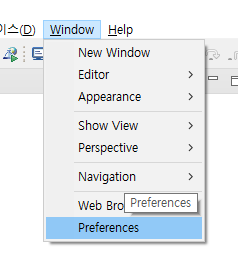 이스(D) Window Help
New Window
Editor
Appearance
Show View
Perspective
Navigation
Web Bro
Preferences
Preferences